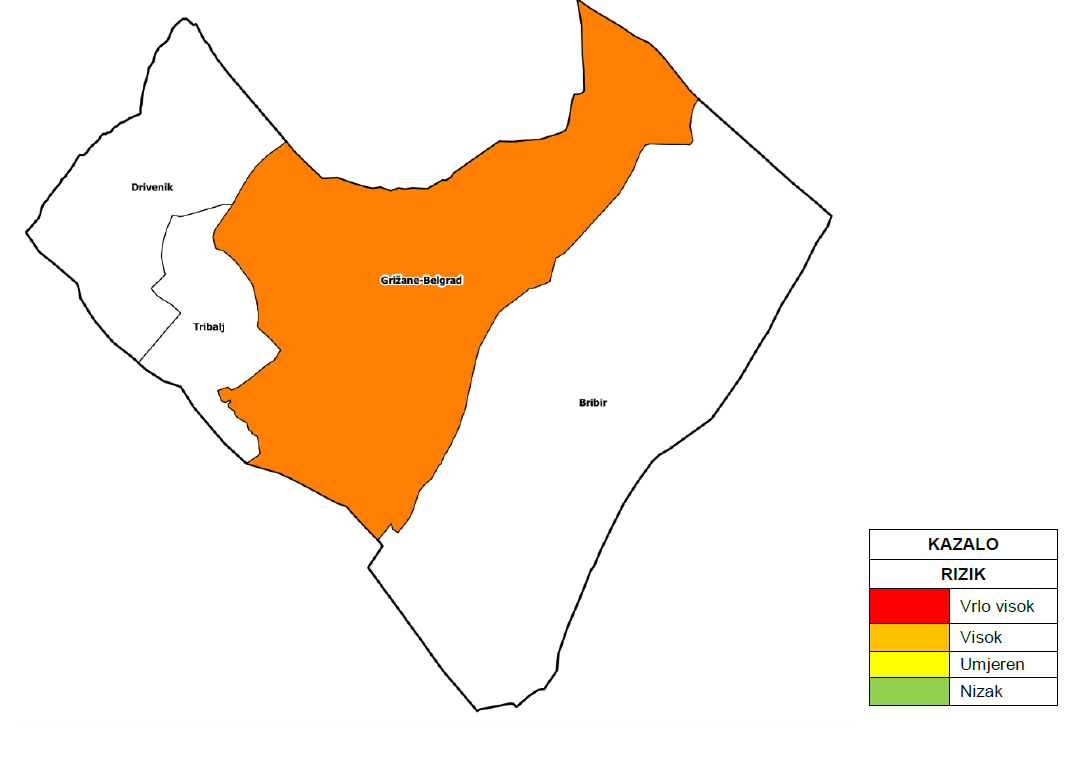 Drivenik
Grižane-Belgrad
Tribalj
Bribir
KAZALO
RIZIK
Vrlo visok
Visok
Umjeren
Nizak